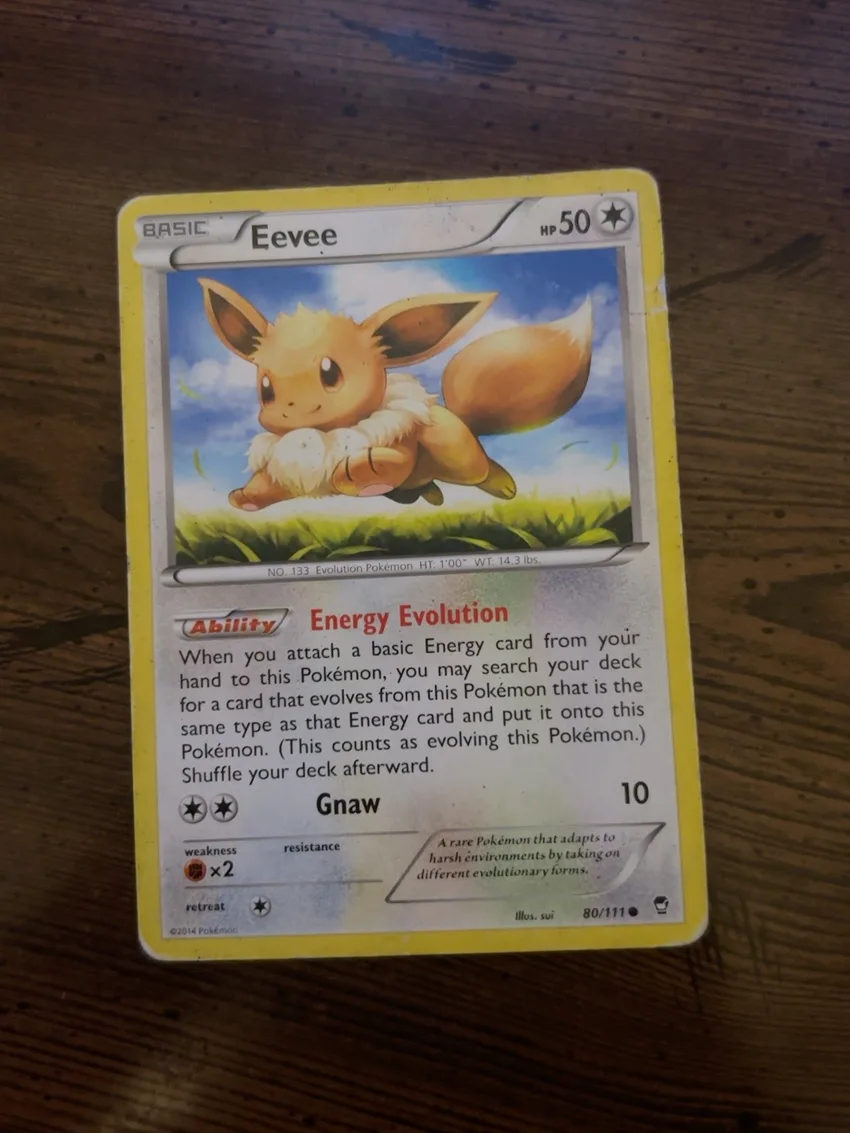 BASIC Eevee HP 50
NO. 133 Evolution Pokémon HT: 1'00" WT: 14.3 lbs.
Ability Energy Evolution
When you attach a basic Energy card from your
hand to this Pokémon, you may search your deck
for a card that evolves from this Pokémon that is the
same type as that Energy card and put it onto this
Pokémon. (This counts as evolving this Pokémon.)
Shuffle your deck afterward.
Gnaw 10
weakness resistance
×2
A rare Pokémon that adapts to
harsh environments by taking on
different evolutionary forms.
retreat
Illus. sui 80/111
©2014 Pokémon